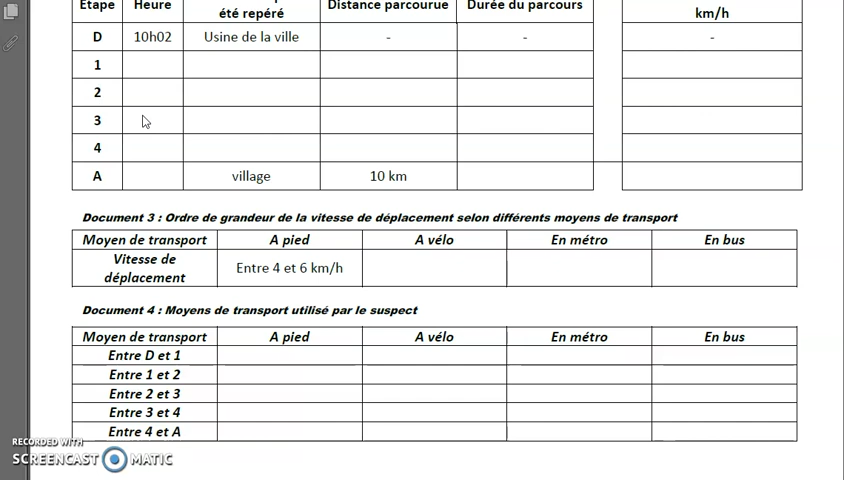 Etape Heure été repéré Distance parcourue Durée du parcours km/h
D 10h02 Usine de la ville - - -
1
2
3
4
A village 10 km
Document 3 : Ordre de grandeur de la vitesse de déplacement selon différents moyens de transport
Moyen de transport A pied A vélo En métro En bus
Vitesse de déplacement Entre 4 et 6 km/h
Document 4 : Moyens de transport utilisé par le suspect
Moyen de transport A pied A vélo En métro En bus
Entre D et 1
Entre 1 et 2
Entre 2 et 3
Entre 3 et 4
Entre 4 et A
RECORDED WITH
SCREENCAST MATIC